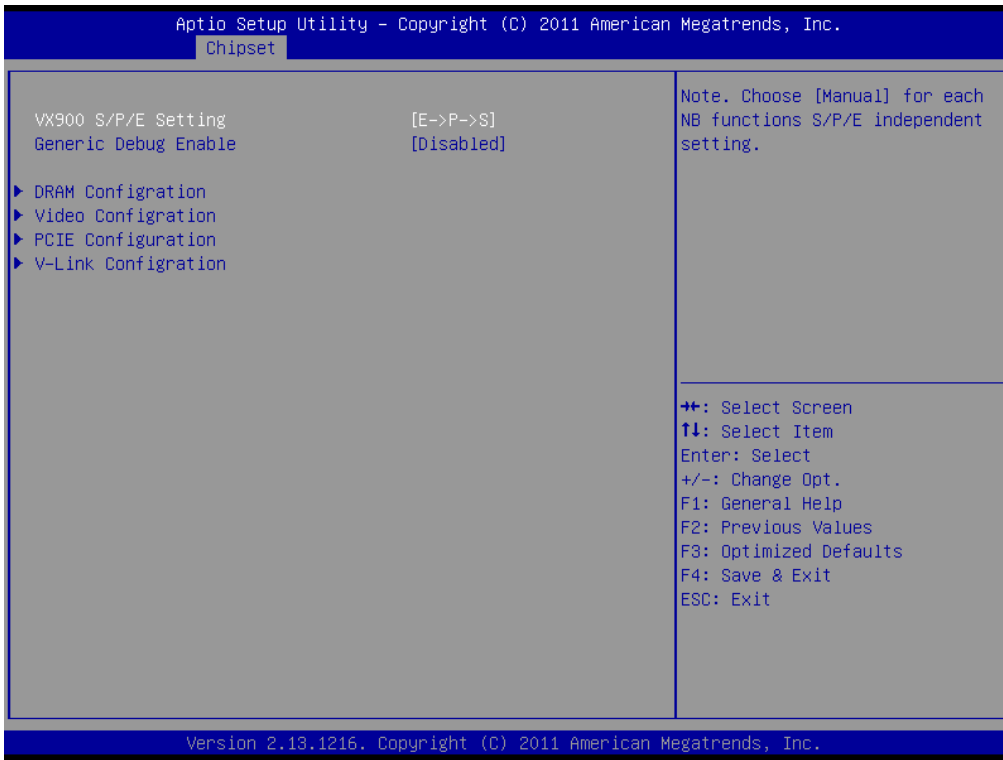 Aptio Setup Utility – Copyright (C) 2011 American Megatrends, Inc.
Chipset
VX900 S/P/E Setting [E->P->S]
Generic Debug Enable [Disabled]
▶ DRAM Configration
▶ Video Configration
▶ PCIE Configuration
▶ V-Link Configration
Note. Choose [Manual] for each
NB functions S/P/E independent
setting.
→←: Select Screen
↑↓: Select Item
Enter: Select
+/-: Change Opt.
F1: General Help
F2: Previous Values
F3: Optimized Defaults
F4: Save & Exit
ESC: Exit
Version 2.13.1216. Copyright (C) 2011 American Megatrends, Inc.